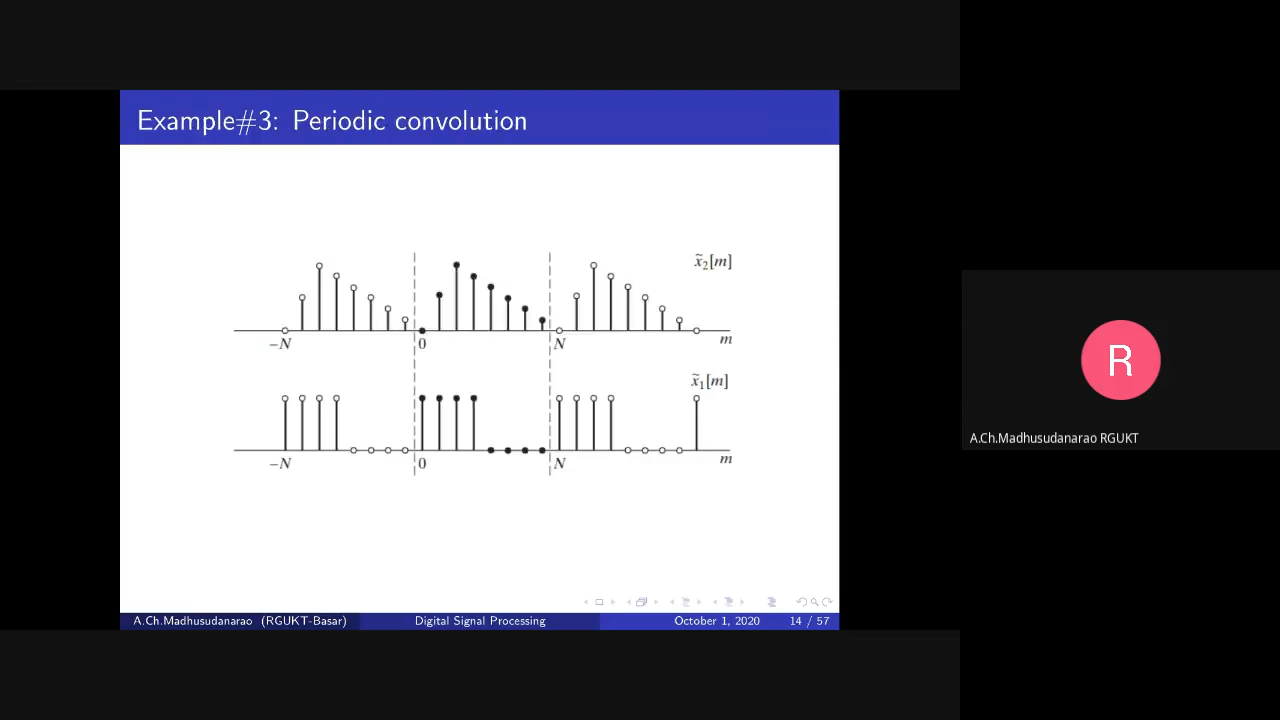 Example#3: Periodic convolution
x̃₂[m]
−N 0 N m
x̃₁[m]
−N 0 N m
R
A.Ch.Madhusudanarao RGUKT
A.Ch.Madhusudanarao (RGUKT-Basar) Digital Signal Processing October 1, 2020 14 / 57